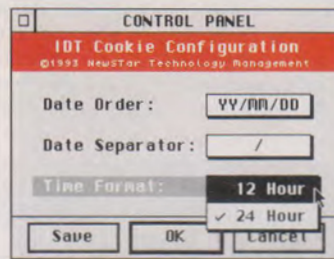 CONTROL PANEL
IDT Cookie Configuration
©1993 NewSTar Technology Management
Date Order: YY/MM/DD
Date Separator: /
Time Format: 12 Hour
✓ 24 Hour
Save OK Cancel